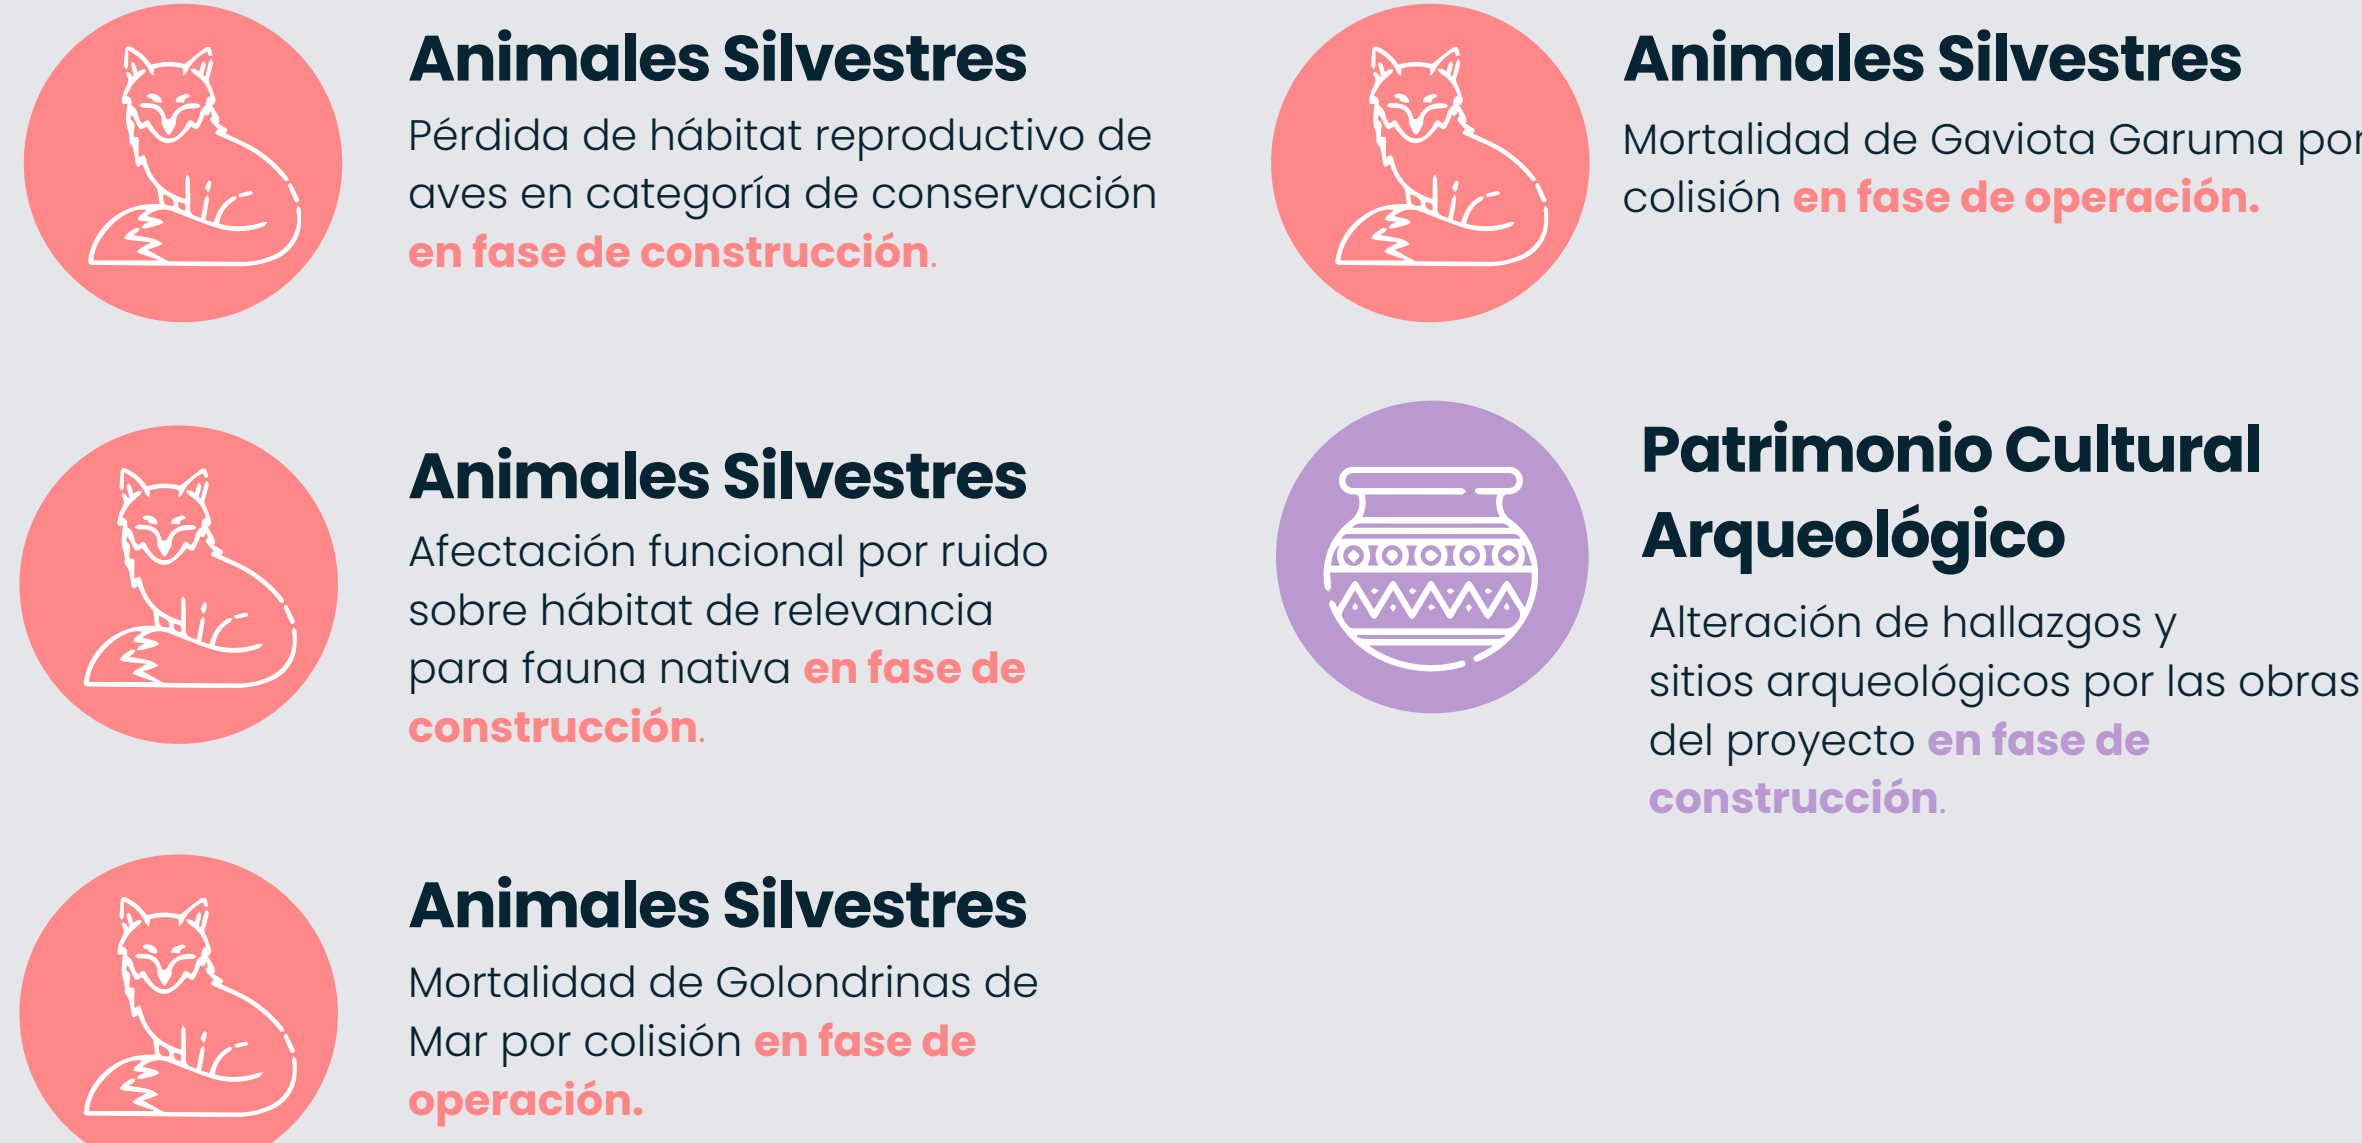 Animales Silvestres
Pérdida de hábitat reproductivo de
aves en categoría de conservación
en fase de construcción.
Animales Silvestres
Afectación funcional por ruido
sobre hábitat de relevancia
para fauna nativa en fase de
construcción.
Animales Silvestres
Mortalidad de Golondrinas de
Mar por colisión en fase de
operación.
Animales Silvestres
Mortalidad de Gaviota Garuma por
colisión en fase de operación.
Patrimonio Cultural
Arqueológico
Alteración de hallazgos y
sitios arqueológicos por las obras
del proyecto en fase de
construcción.